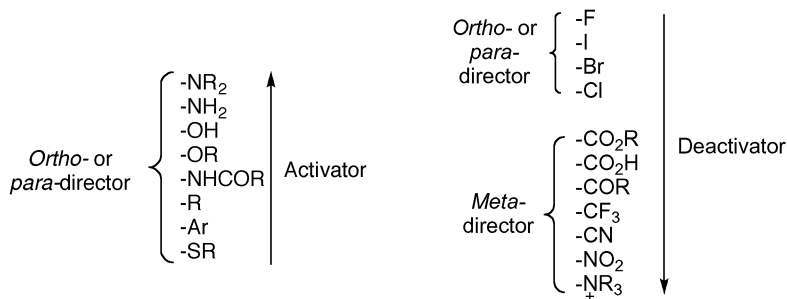 Ortho- or
para-director
-NR₂
-NH₂
-OH
-OR
-NHCOR
-R
-Ar
-SR
Activator
Ortho- or
para-
director
-F
-I
-Br
-Cl
Meta-
director
-CO₂R
-CO₂H
-COR
-CF₃
-CN
-NO₂
-NR₃
+
Deactivator